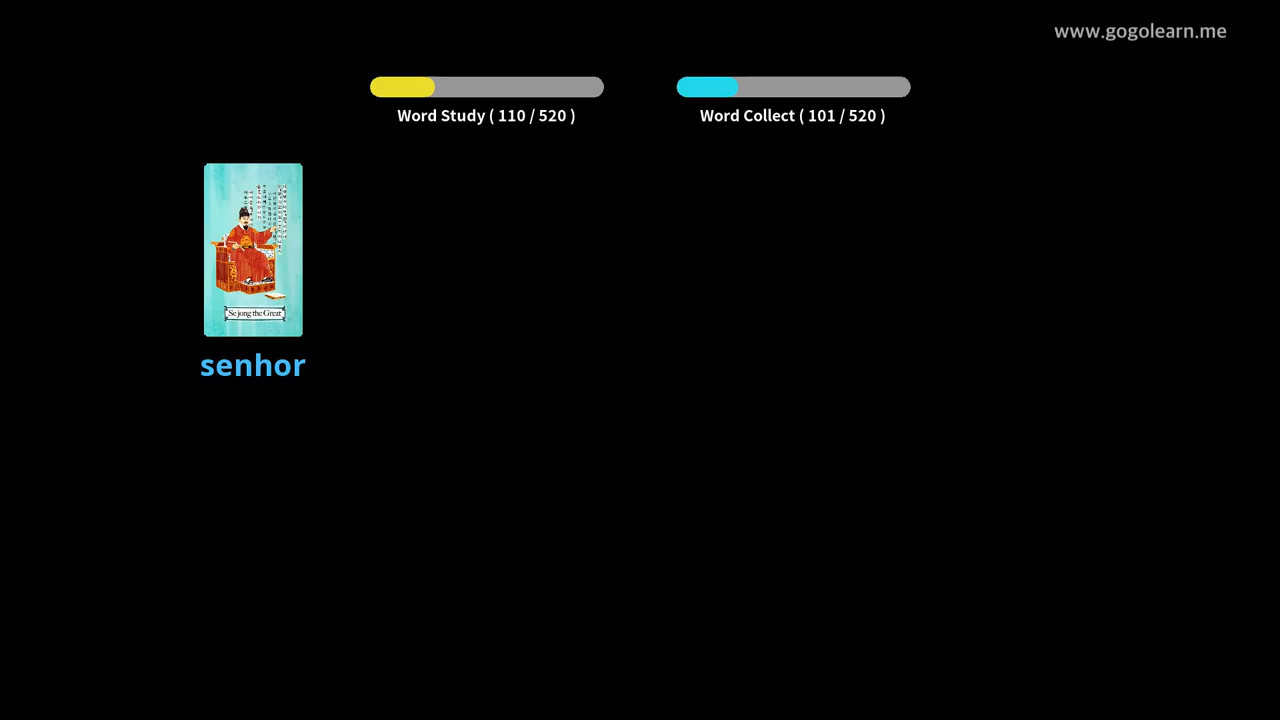 www.gogolearn.me
Word Study ( 110 / 520 )
Word Collect ( 101 / 520 )
Sejong the Great
senhor